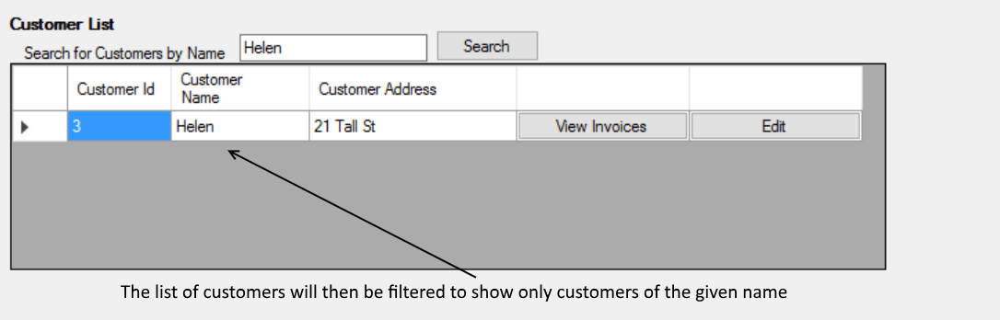 Customer List
Search for Customers by Name Helen Search
Customer Id Customer Name Customer Address
3 Helen 21 Tall St View Invoices Edit
The list of customers will then be filtered to show only customers of the given name